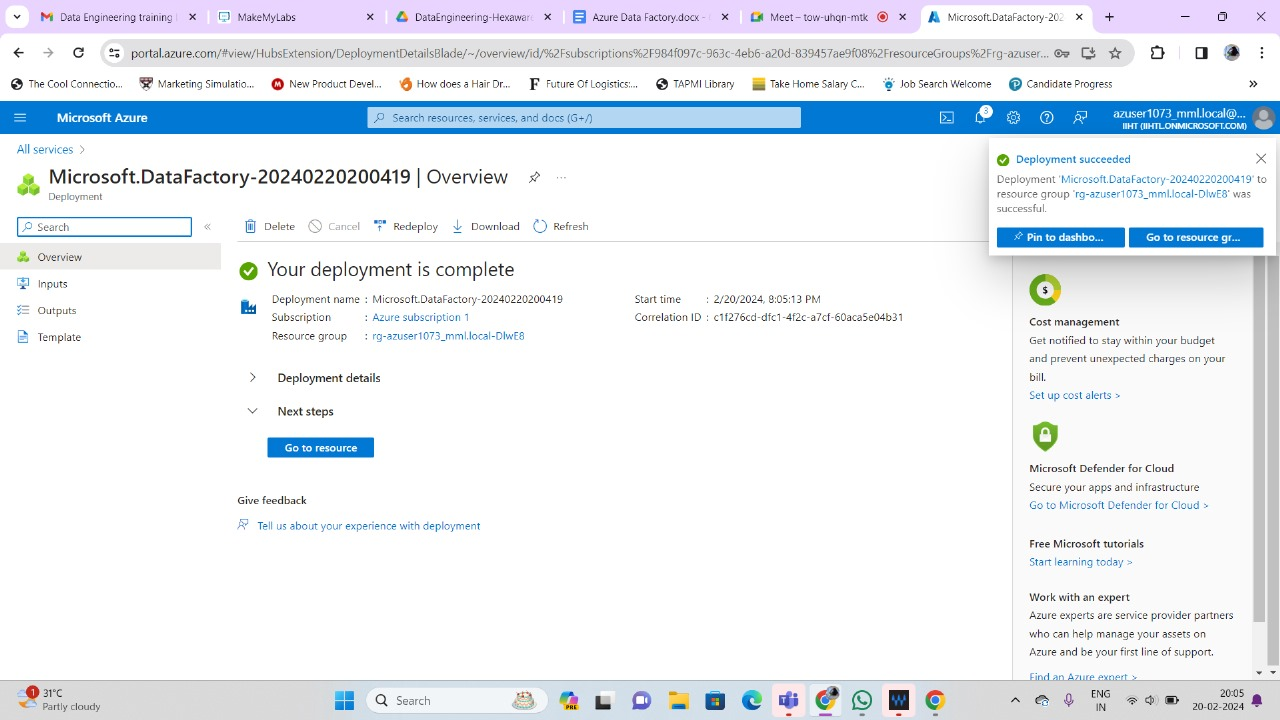 Data Engineering training
MakeMyLabs
DataEngineering-Hexaware
Azure Data Factory.docx -
Meet – tow-uhqn-mtk
Microsoft.DataFactory-202
portal.azure.com/#view/HubsExtension/DeploymentDetailsBlade/~/overview/id/%2Fsubscriptions%2F984f097c-963c-4eb6-a20d-839457ae9f08%2FresourceGroups%2Frg-azuser...
The Cool Connectio...
Marketing Simulatio...
New Product Devel...
How does a Hair Dr...
Future Of Logistics:...
TAPMI Library
Take Home Salary C...
Job Search Welcome
Candidate Progress
Microsoft Azure
Search resources, services, and docs (G+/)
3
azuser1073_mml.local@...
IIHT (IIHTLONMICROSOFT.COM)
All services
Microsoft.DataFactory-20240220200419 | Overview
Deployment
Deployment succeeded
Deployment 'Microsoft.DataFactory-20240220200419' to
resource group 'rg-azuser1073_mml.local-DlwE8' was
successful.
Pin to dashbo...
Go to resource gr...
Search
Delete
Cancel
Redeploy
Download
Refresh
Overview
Inputs
Outputs
Template
Your deployment is complete
Deployment name : Microsoft.DataFactory-20240220200419
Subscription : Azure subscription 1
Resource group : rg-azuser1073_mml.local-DlwE8
Start time : 2/20/2024, 8:05:13 PM
Correlation ID : c1f276cd-dfc1-4f2c-a7cf-60aca5e04b31
Deployment details
Next steps
Go to resource
Give feedback
Tell us about your experience with deployment
Cost management
Get notified to stay within your budget
and prevent unexpected charges on your
bill.
Set up cost alerts >
Microsoft Defender for Cloud
Secure your apps and infrastructure
Go to Microsoft Defender for Cloud >
Free Microsoft tutorials
Start learning today >
Work with an expert
Azure experts are service provider partners
who can help manage your assets on
Azure and be your first line of support.
Find an Azure expert >
1
31°C
Partly cloudy
Search
PRE
ENG
IN
20:05
20-02-2024